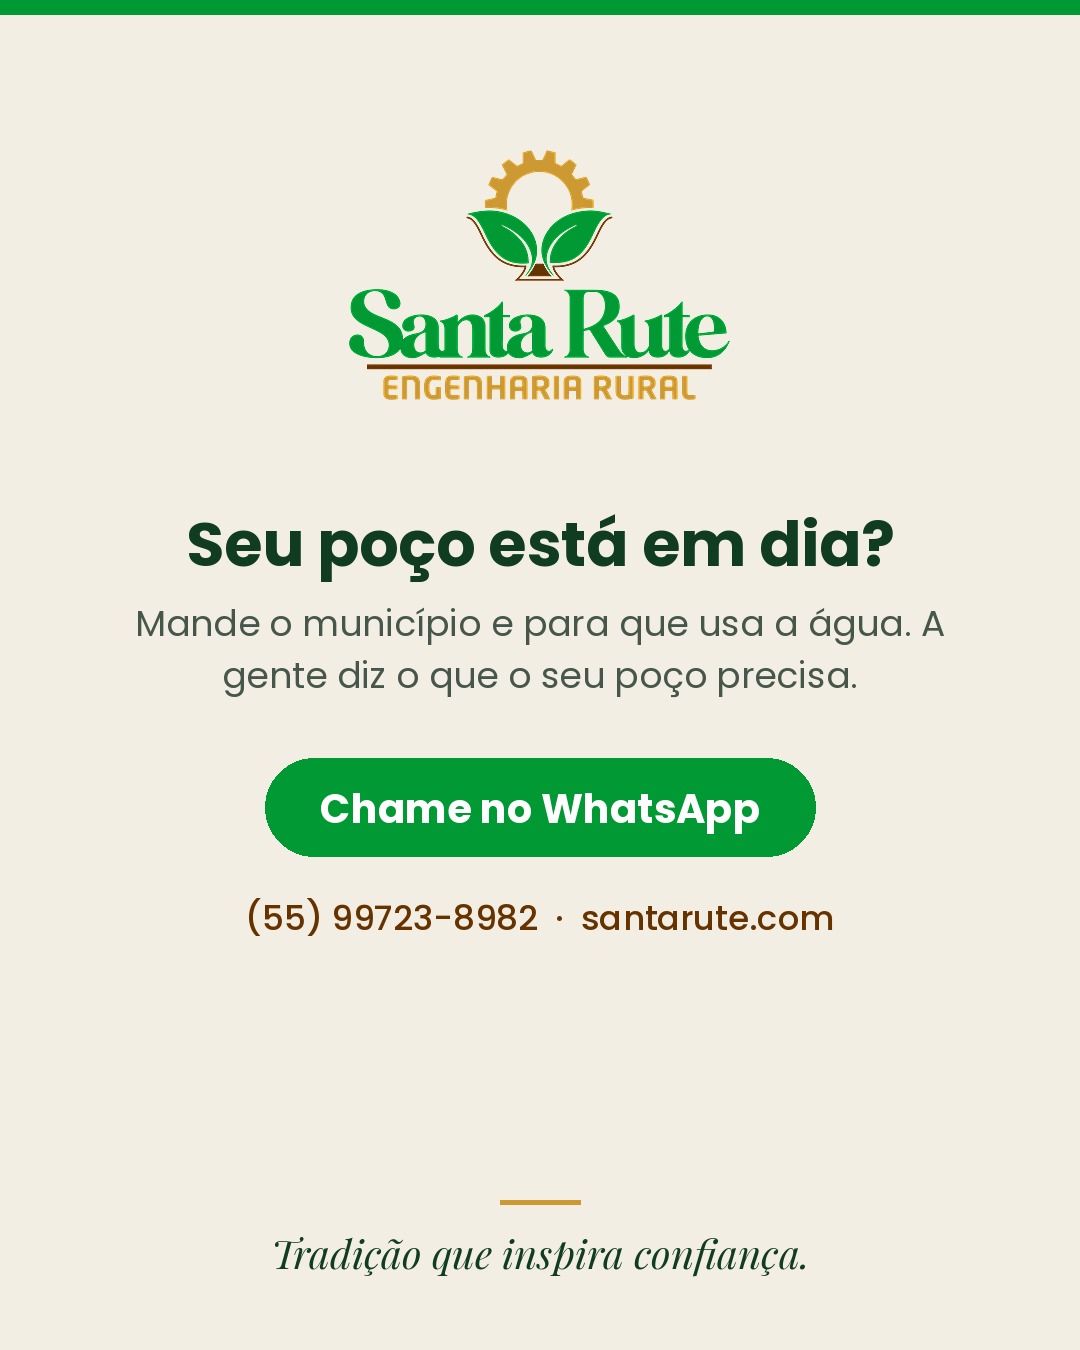 Santa Rute
ENGENHARIA RURAL
Seu poço está em dia?
Mande o município e para que usa a água. A
gente diz o que o seu poço precisa.
Chame no WhatsApp
(55) 99723-8982 · santarute.com
Tradição que inspira confiança.